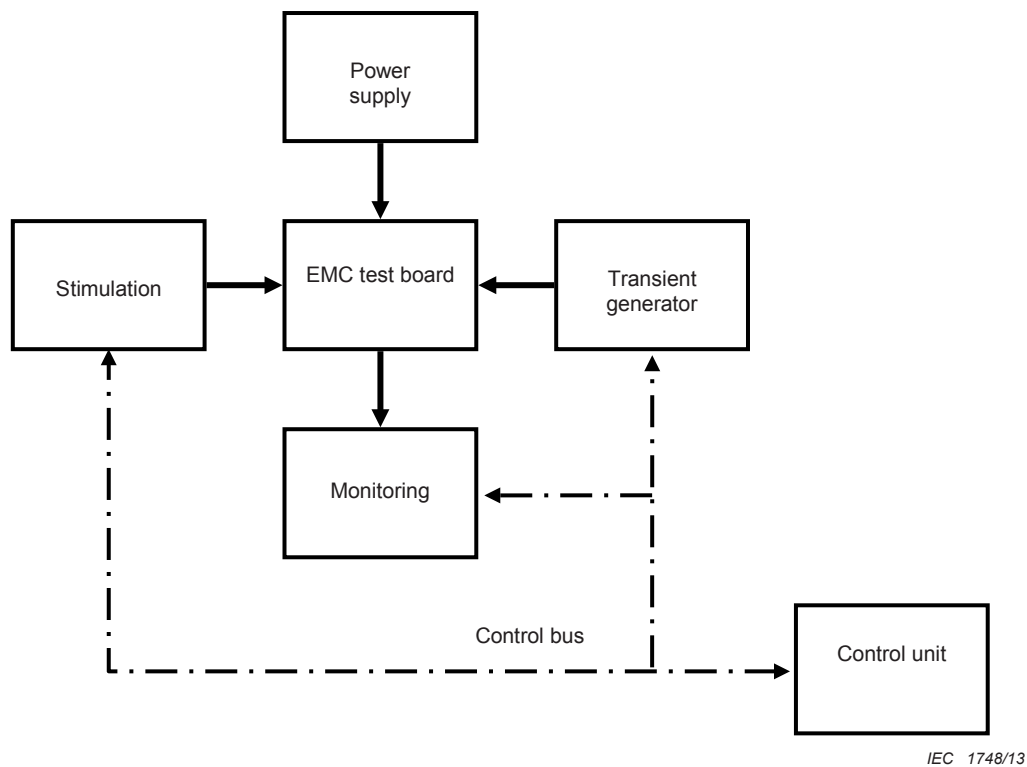 Power
supply
Stimulation
EMC test board
Transient
generator
Monitoring
Control bus
Control unit
IEC 1748/13